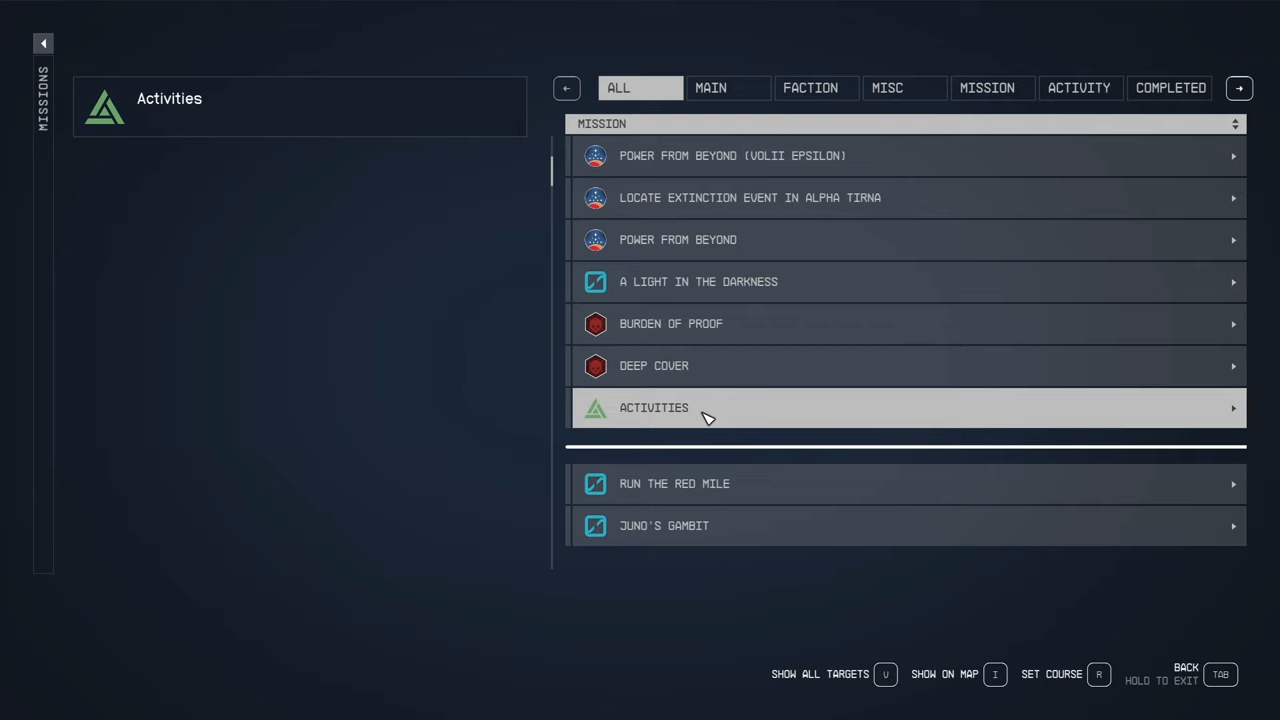 MISSIONS
Activities
ALL MAIN FACTION MISC MISSION ACTIVITY COMPLETED
MISSION
POWER FROM BEYOND (VOLII EPSILON)
LOCATE EXTINCTION EVENT IN ALPHA TIRNA
POWER FROM BEYOND
A LIGHT IN THE DARKNESS
BURDEN OF PROOF
DEEP COVER
ACTIVITIES
RUN THE RED MILE
JUNO'S GAMBIT
SHOW ALL TARGETS U SHOW ON MAP I SET COURSE R BACK TAB
HOLD TO EXIT